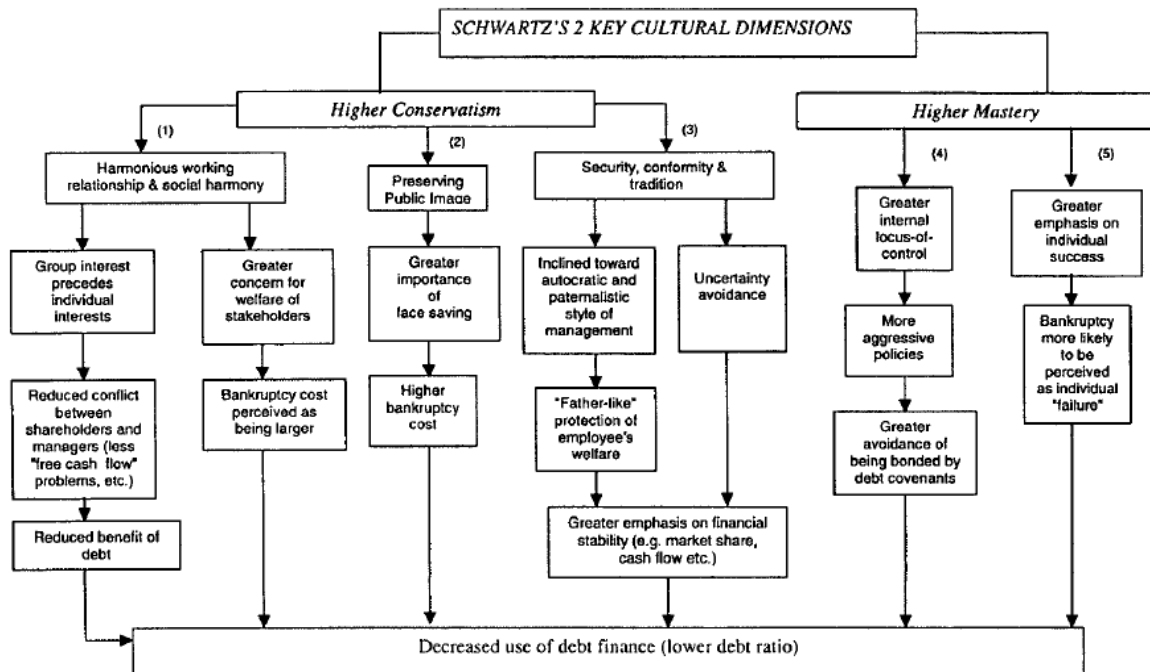 SCHWARTZ'S 2 KEY CULTURAL DIMENSIONS
Higher Conservatism
Higher Mastery
(1)
(2)
(3)
(4)
(5)
Harmonious working
relationship & social harmony
Preserving
Public Image
Security, conformity &
tradition
Greater
internal
locus-of-
control
Greater
emphasis on
individual
success
Group interest
precedes
individual
interests
Greater
concern for
welfare of
stakeholders
Greater
importance
of
face saving
Inclined toward
autocratic and
paternalistic
style of
management
Uncertainty
avoidance
More
aggressive
policies
Bankruptcy
more likely
to be
perceived
as individual
"failure"
Reduced conflict
between
shareholders and
managers (less
"free cash flow"
problems, etc.)
Bankruptcy cost
perceived as
being larger
Higher
bankruptcy
cost
"Father-like"
protection of
employee's
welfare
Greater
avoidance of
being bonded by
debt covenants
Reduced benefit of
debt
Greater emphasis on financial
stability (e.g. market share,
cash flow etc.)
Decreased use of debt finance (lower debt ratio)